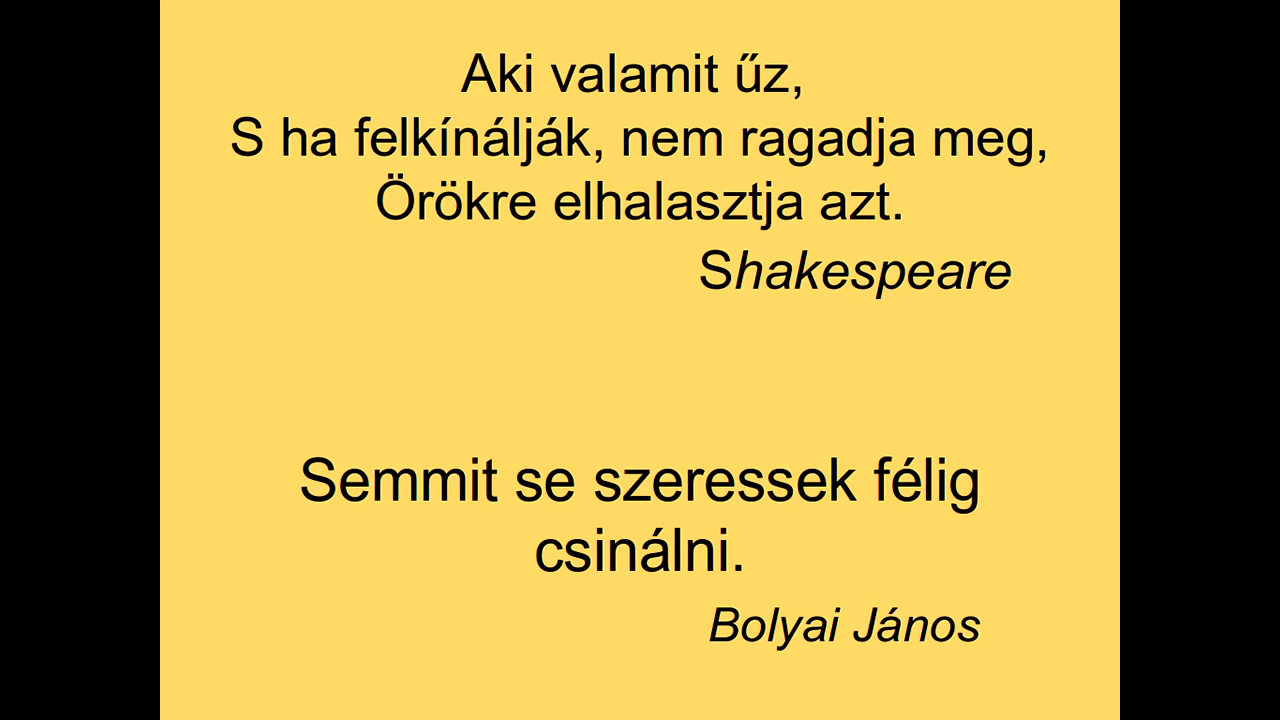 Aki valamit űz,
S ha felkínálják, nem ragadja meg,
Örökre elhalasztja azt.
Shakespeare
Semmit se szeressek félig
csinálni.
Bolyai János